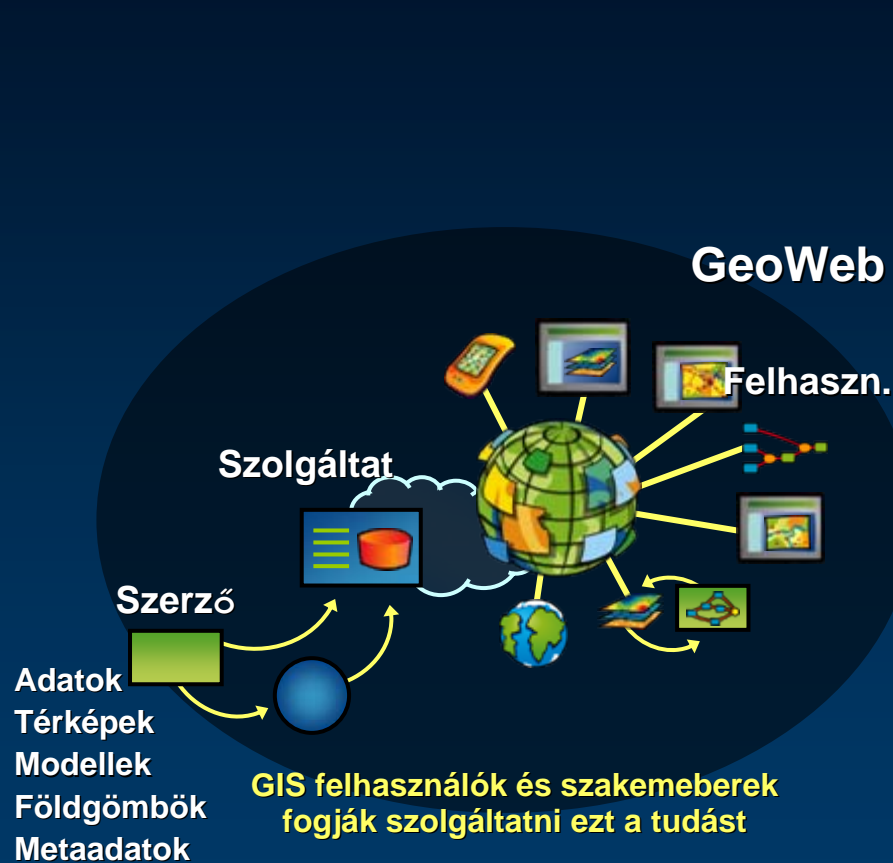 GeoWeb
Felhaszn.
Szolgáltat
Szerző
Adatok
Térképek
Modellek
Földgömbök
Metaadatok
GIS felhasználók és szakemeberek
fogják szolgáltatni ezt a tudást